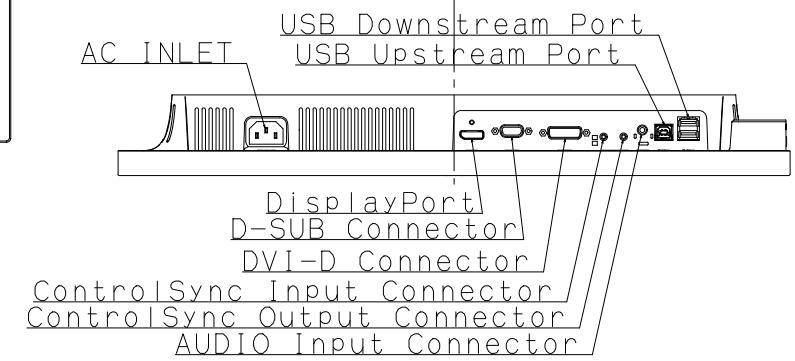 USB Downstream Port
AC INLET
USB Upstream Port
DisplayPort
D-SUB Connector
DVI-D Connector
ControlSync Input Connector
ControlSync Output Connector
AUDIO Input Connector